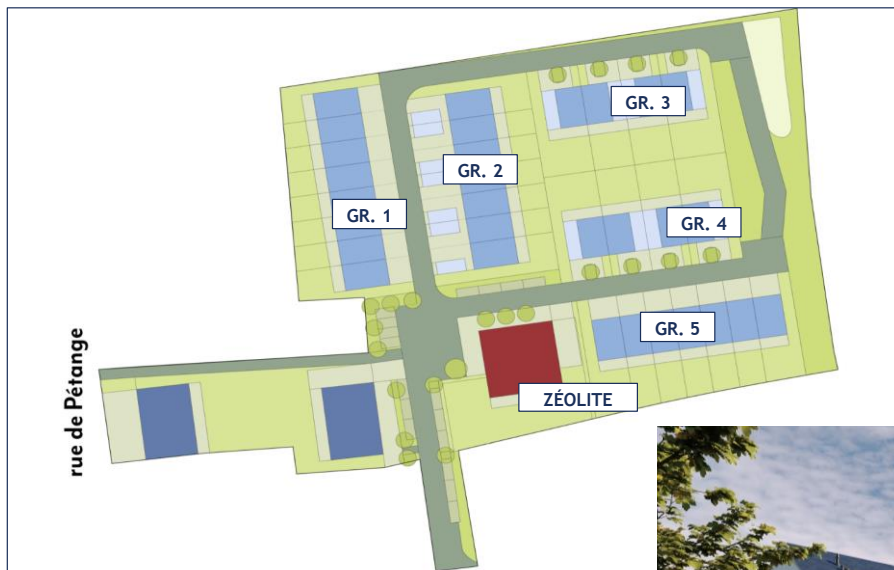 GR. 3
GR. 2
GR. 1
GR. 4
GR. 5
ZÉOLITE
rue de Pétange